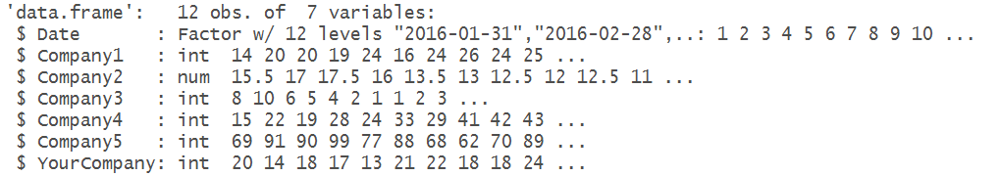 'data.frame':   12 obs. of  7 variables:
 $ Date       : Factor w/ 12 levels "2016-01-31","2016-02-28",..: 1 2 3 4 5 6 7 8 9 10 ...
 $ Company1   : int  14 20 20 19 24 16 24 26 24 25 ...
 $ Company2   : num  15.5 17 17.5 16 13.5 13 12.5 12 12.5 11 ...
 $ Company3   : int  8 10 6 5 4 2 1 1 2 3 ...
 $ Company4   : int  15 22 19 28 24 33 29 41 42 43 ...
 $ Company5   : int  69 91 90 99 77 88 68 62 70 89 ...
 $ YourCompany: int  20 14 18 17 13 21 22 18 18 24 ...